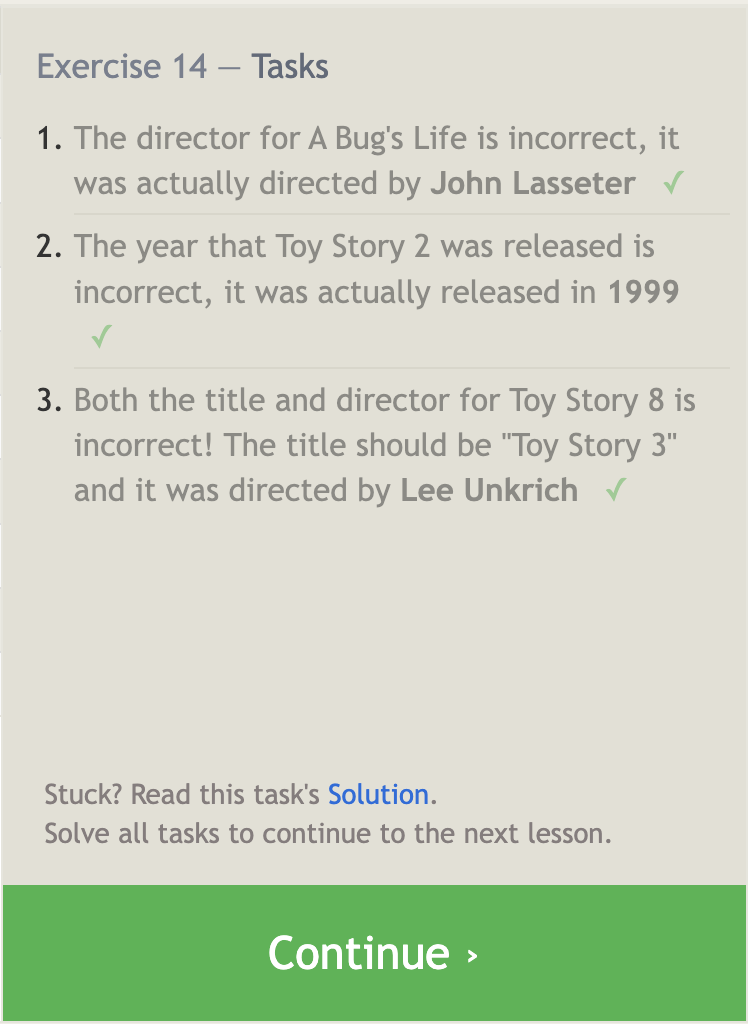 Exercise 14 — Tasks
1. The director for A Bug's Life is incorrect, it
was actually directed by John Lasseter ✓
2. The year that Toy Story 2 was released is
incorrect, it was actually released in 1999
✓
3. Both the title and director for Toy Story 8 is
incorrect! The title should be "Toy Story 3"
and it was directed by Lee Unkrich ✓
Stuck? Read this task's Solution.
Solve all tasks to continue to the next lesson.
Continue ›